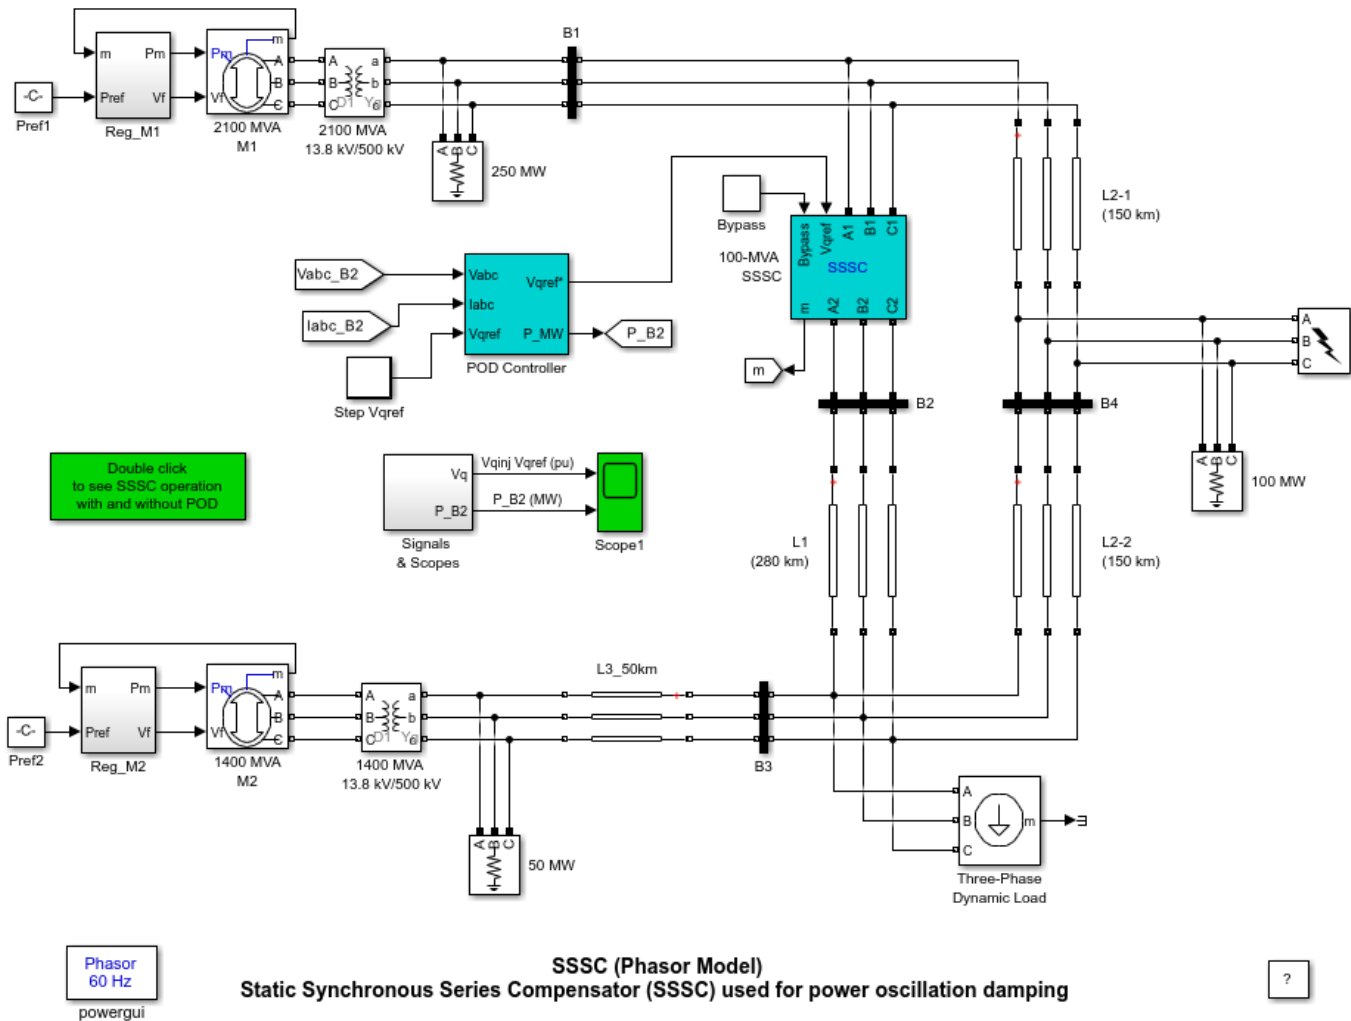 m
Pref
Pm
Vf
Reg_M1
-C-
Pref1
Pm
Vf
m
A
B
C
2100 MVA
M1
A
B
C
a
b
c
D1 Yg
2100 MVA
13.8 kV/500 kV
A B C
250 MW
B1
Bypass
100-MVA
SSSC
Bypass
Vqref
A1
B1
C1
SSSC
m
A2
B2
C2
m
B2
L2-1
(150 km)
A
B
C
B4
A B C
100 MW
Vabc_B2
Iabc_B2
Step Vqref
Vabc
Iabc
Vqref
Vqref*
P_MW
POD Controller
P_B2
Double click
to see SSSC operation
with and without POD
Vq
P_B2
Signals
& Scopes
Vqinj Vqref (pu)
P_B2 (MW)
Scope1
L1
(280 km)
L2-2
(150 km)
-C-
Pref2
m
Pref
Pm
Vf
Reg_M2
Pm
Vf
m
A
B
C
1400 MVA
M2
A
B
C
a
b
c
D1 Yg
1400 MVA
13.8 kV/500 kV
A B C
50 MW
L3_50km
B3
A
B
C
m
Three-Phase
Dynamic Load
Phasor
60 Hz
powergui
SSSC (Phasor Model)
Static Synchronous Series Compensator (SSSC) used for power oscillation damping
?